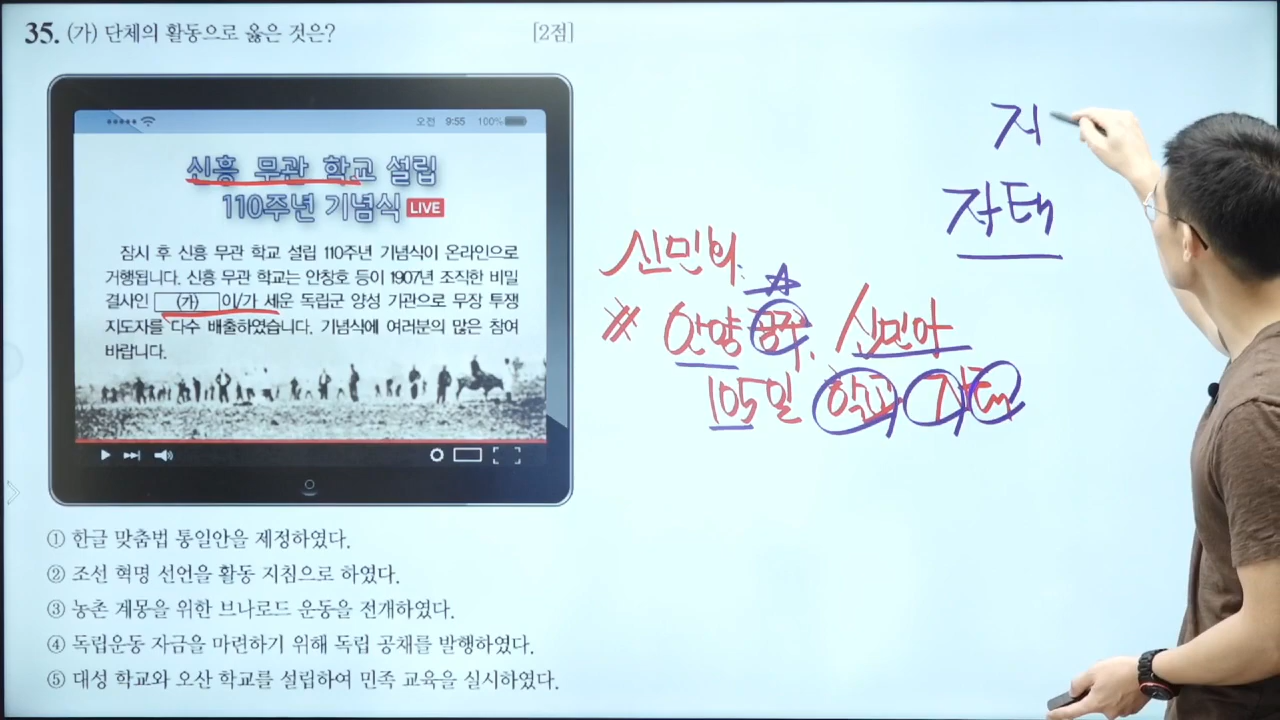 35. (가) 단체의 활동으로 옳은 것은? [2점]
오전 9:55 100%
신흥 무관 학교 설립
110주년 기념식 LIVE
잠시 후 신흥 무관 학교 설립 110주년 기념식이 온라인으로
거행됩니다. 신흥 무관 학교는 안창호 등이 1907년 조직한 비밀
결사인 (가) 이/가 세운 독립군 양성 기관으로 무장 투쟁
지도자를 다수 배출하였습니다. 기념식에 여러분의 많은 참여
바랍니다.
① 한글 맞춤법 통일안을 제정하였다.
② 조선 혁명 선언을 활동 지침으로 하였다.
③ 농촌 계몽을 위한 브나로드 운동을 전개하였다.
④ 독립운동 자금을 마련하기 위해 독립 공채를 발행하였다.
⑤ 대성 학교와 오산 학교를 설립하여 민족 교육을 실시하였다.
지
자태
신민회
안양 신민아
105일 학교 자태